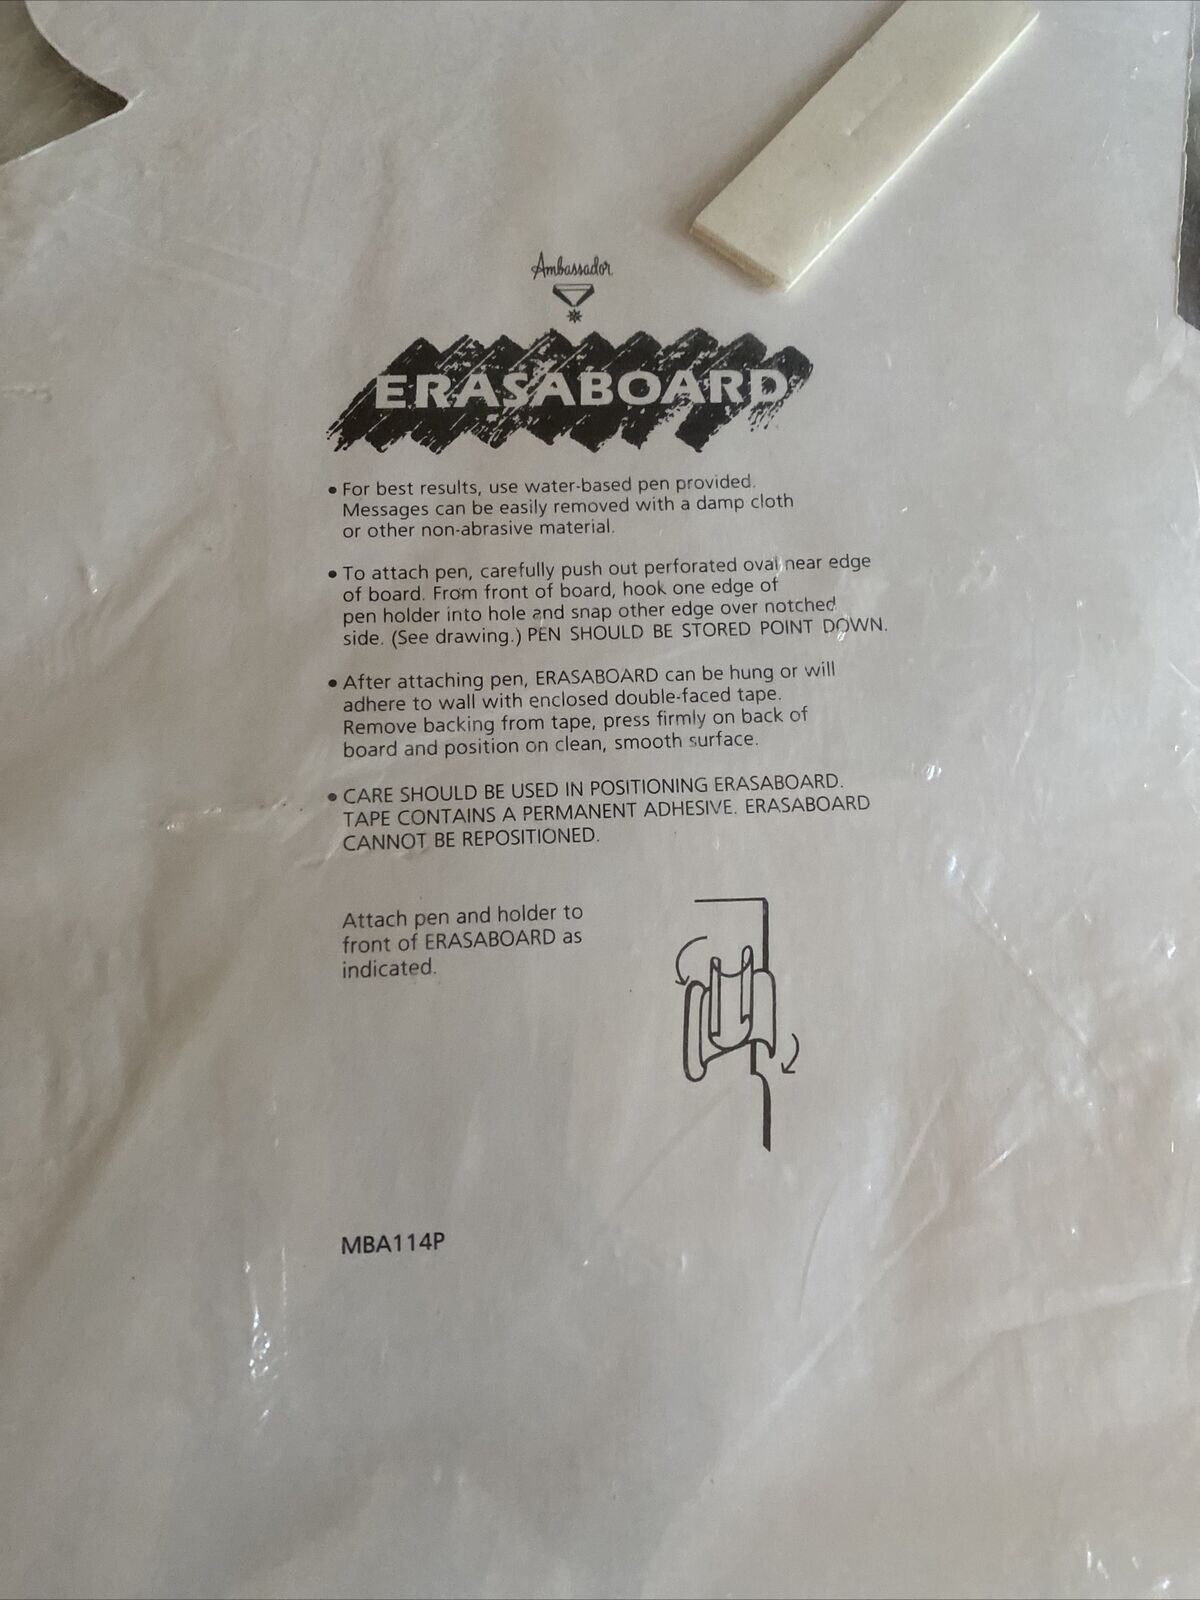 Ambassador
ERASABOARD
• For best results, use water-based pen provided.
Messages can be easily removed with a damp cloth
or other non-abrasive material.
• To attach pen, carefully push out perforated oval near edge
of board. From front of board, hook one edge of
pen holder into hole and snap other edge over notched
side. (See drawing.) PEN SHOULD BE STORED POINT DOWN.
• After attaching pen, ERASABOARD can be hung or will
adhere to wall with enclosed double-faced tape.
Remove backing from tape, press firmly on back of
board and position on clean, smooth surface.
• CARE SHOULD BE USED IN POSITIONING ERASABOARD.
TAPE CONTAINS A PERMANENT ADHESIVE. ERASABOARD
CANNOT BE REPOSITIONED.
Attach pen and holder to
front of ERASABOARD as
indicated.
MBA114P